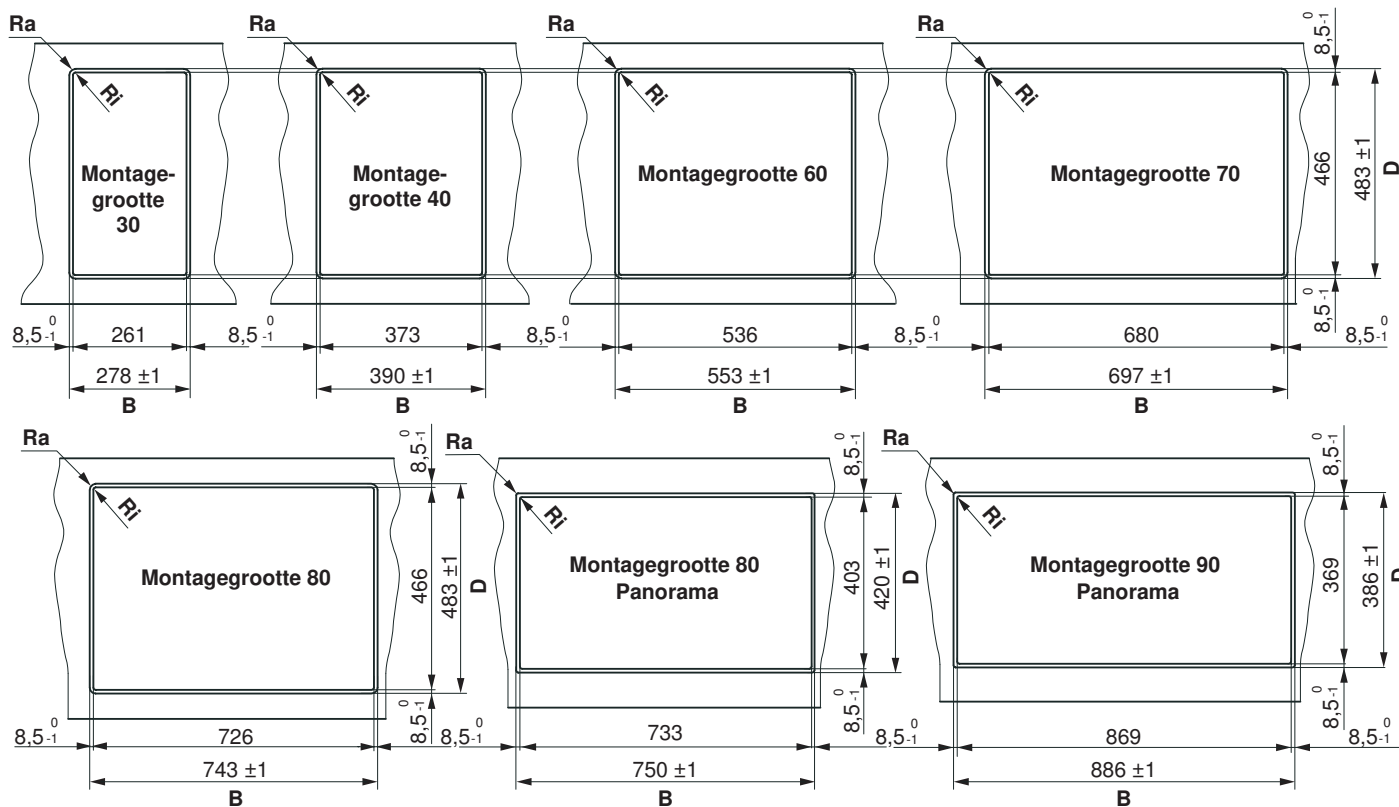 Ra
Ra
Ra
Ra
8,5 0 -1
Ri
Ri
Ri
Ri
Montage-
grootte
30
Montage-
grootte 40
Montagegrootte 60
Montagegrootte 70
466
483 ±1
D
8,5 0 -1
8,5 0 -1
261
8,5 0 -1
373
8,5 0 -1
536
8,5 0 -1
680
8,5 0 -1
278 ±1
390 ±1
553 ±1
697 ±1
B
B
B
B
Ra
8,5 0 -1
Ra
8,5 0 -1
Ra
8,5 0 -1
Ri
Ri
Ri
Montagegrootte 80
466
483 ±1
D
Montagegrootte 80
Panorama
403
420 ±1
D
Montagegrootte 90
Panorama
369
386 ±1
D
8,5 0 -1
8,5 0 -1
8,5 0 -1
8,5 0 -1
726
8,5 0 -1
733
8,5 0 -1
869
8,5 0 -1
743 ±1
750 ±1
886 ±1
B
B
B